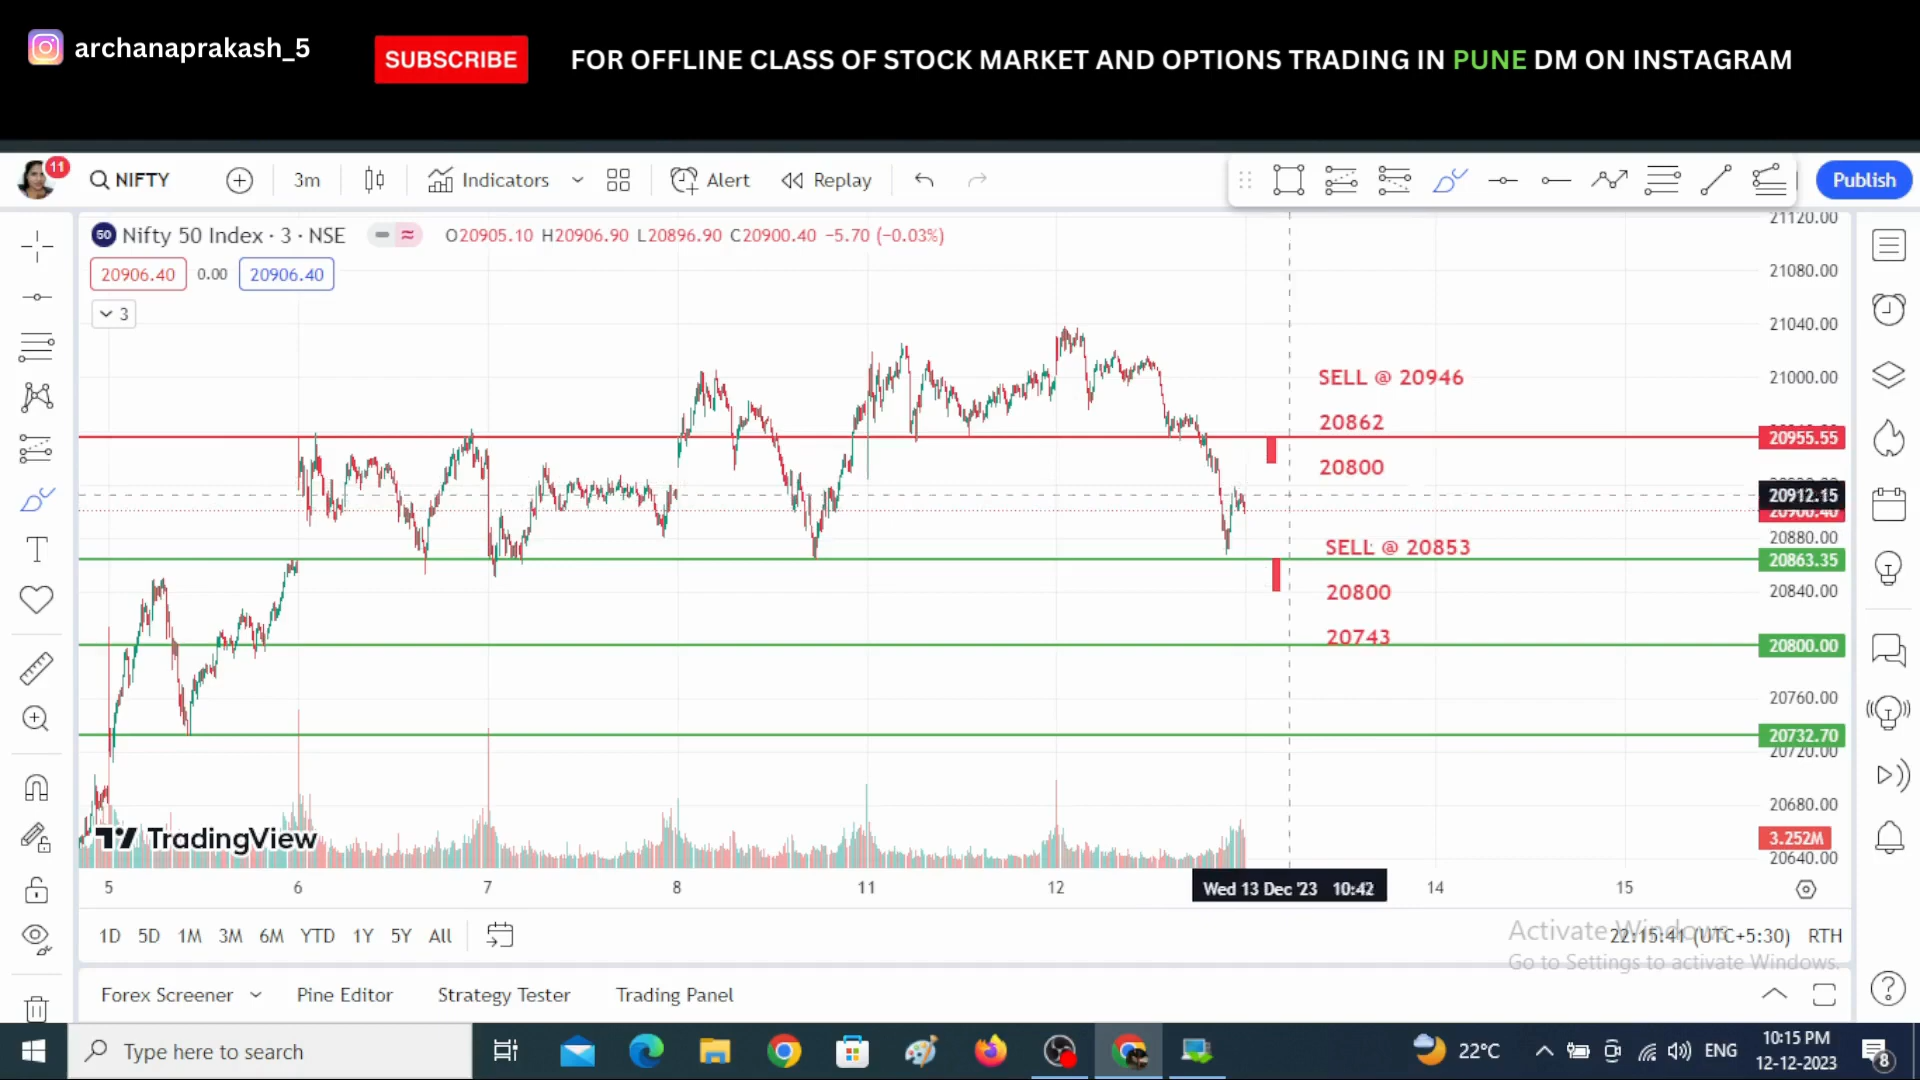 archanaprakash_5
SUBSCRIBE
FOR OFFLINE CLASS OF STOCK MARKET AND OPTIONS TRADING IN PUNE DM ON INSTAGRAM
11
NIFTY
3m
Indicators
Alert
Replay
Publish
50 Nifty 50 Index · 3 · NSE
O20905.10 H20906.90 L20896.90 C20900.40 −5.70 (−0.03%)
20906.40 0.00 20906.40
3
21120.00
21080.00
21040.00
21000.00
20955.55
20912.15
20900.40
20880.00
20863.35
20840.00
20800.00
20760.00
20732.70
20720.00
20680.00
3.252M
20640.00
SELL @ 20946
20862
20800
SELL @ 20853
20800
20743
TradingView
5 6 7 8 11 12 Wed 13 Dec '23 10:42 14 15
1D 5D 1M 3M 6M YTD 1Y 5Y All
22:15:41 (UTC+5:30) RTH
Activate Windows
Go to Settings to activate Windows.
Forex Screener Pine Editor Strategy Tester Trading Panel
Type here to search
22°C
ENG
10:15 PM
12-12-2023
8